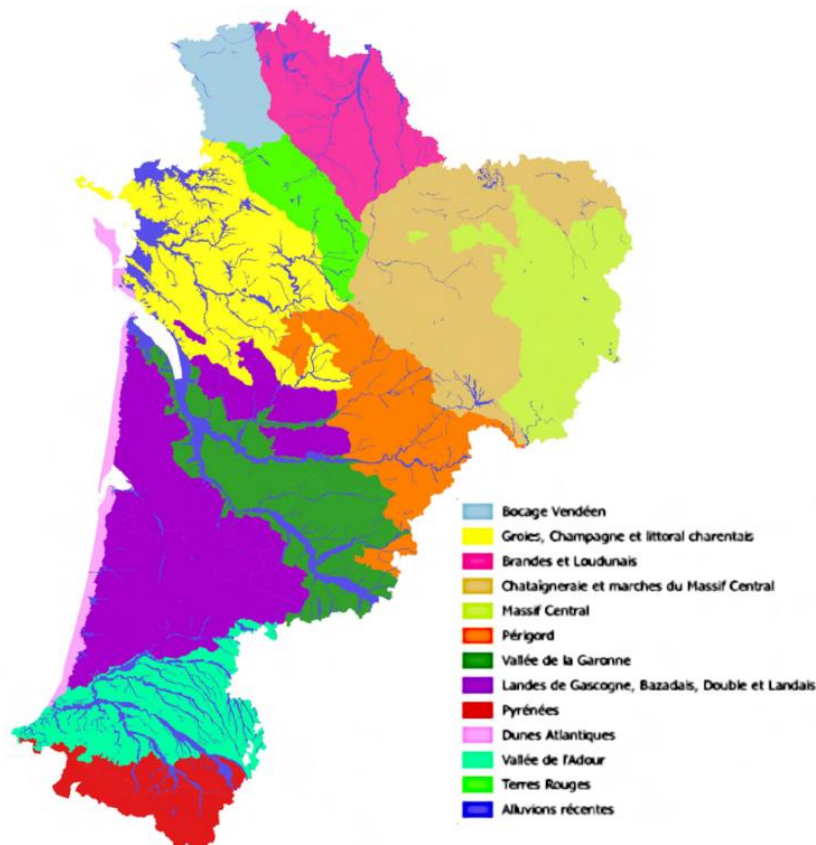 Bocage Vendéen
Groies, Champagne et littoral charentais
Brandes et Loudunais
Chataîgneraie et marches du Massif Central
Massif Central
Périgord
Vallée de la Garonne
Landes de Gascogne, Bazadais, Double et Landais
Pyrénées
Dunes Atlantiques
Vallée de l'Adour
Terres Rouges
Alluvions récentes